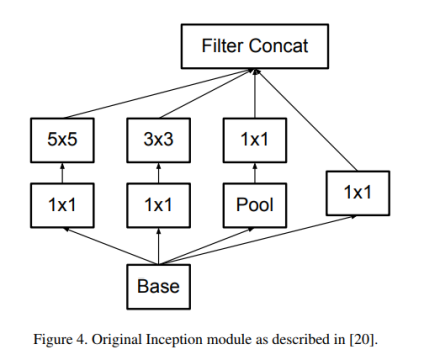 Filter Concat
5x5 3x3 1x1
1x1 1x1 Pool 1x1
Base
Figure 4. Original Inception module as described in [20].